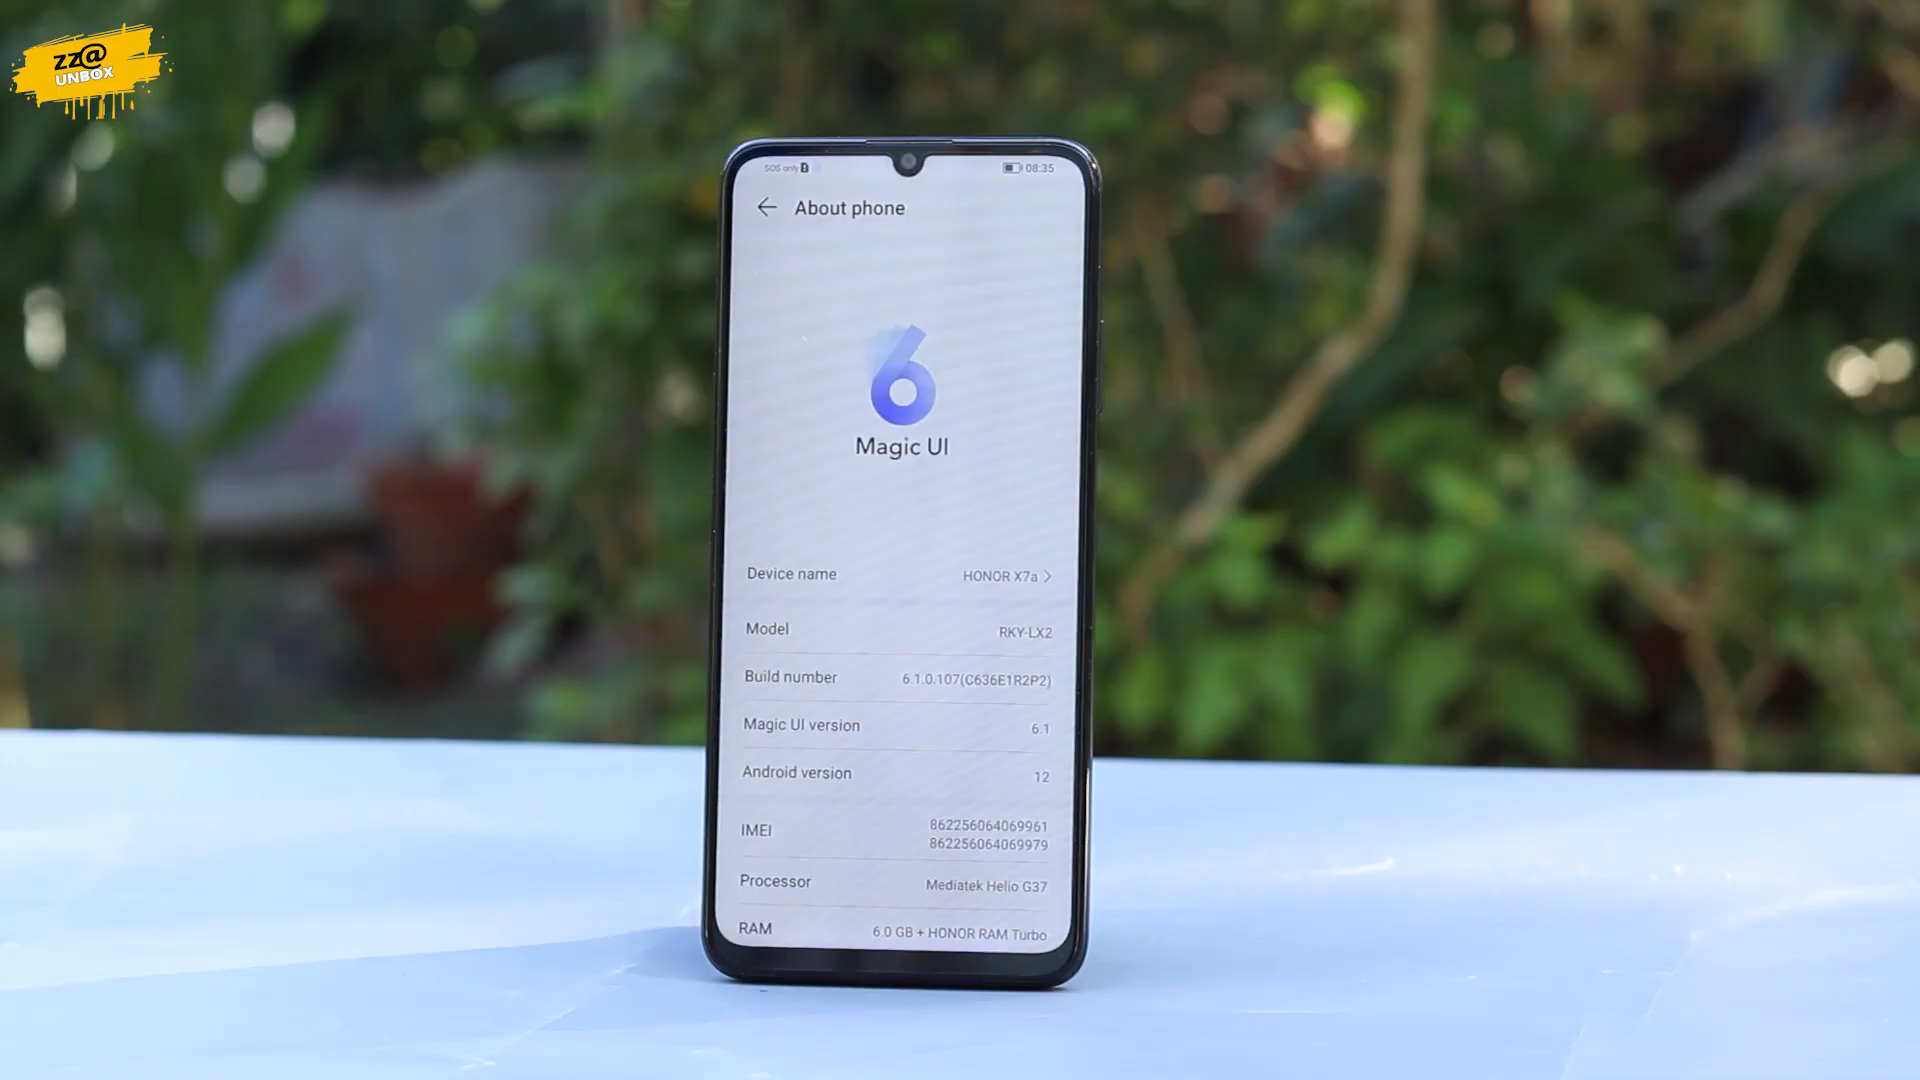 ZZ@
UNBOX
SOS only
08:35
About phone
6
Magic UI
Device name HONOR X7a
Model RKY-LX2
Build number 6.1.0.107(C636E1R2P2)
Magic UI version 6.1
Android version 12
IMEI 862256064069961
862256064069979
Processor Mediatek Helio G37
RAM 6.0 GB + HONOR RAM Turbo